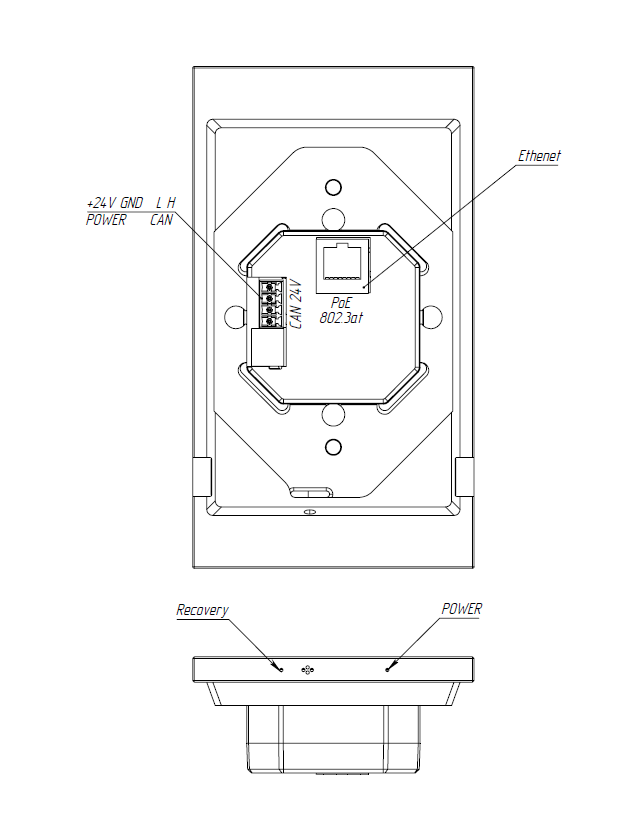 Ethenet
+24V GND L H
POWER CAN
CAN 24V
PoE
802.3at
Recovery
POWER